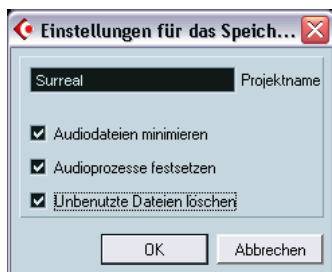 Einstellungen für das Speich...
Surreal Projektname
Audiodateien minimieren
Audioprozesse festsetzen
Unbenutzte Dateien löschen
OK Abbrechen